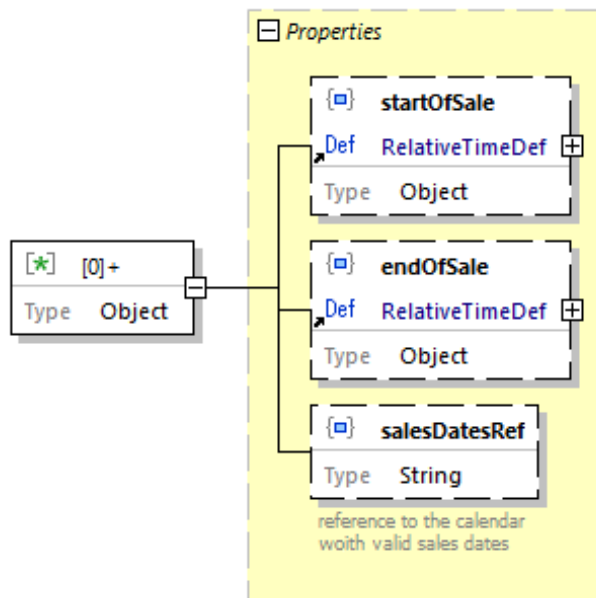 Properties
startOfSale
Def RelativeTimeDef
Type Object
[0]+
Type Object
endOfSale
Def RelativeTimeDef
Type Object
salesDatesRef
Type String
reference to the calendar
woith valid sales dates